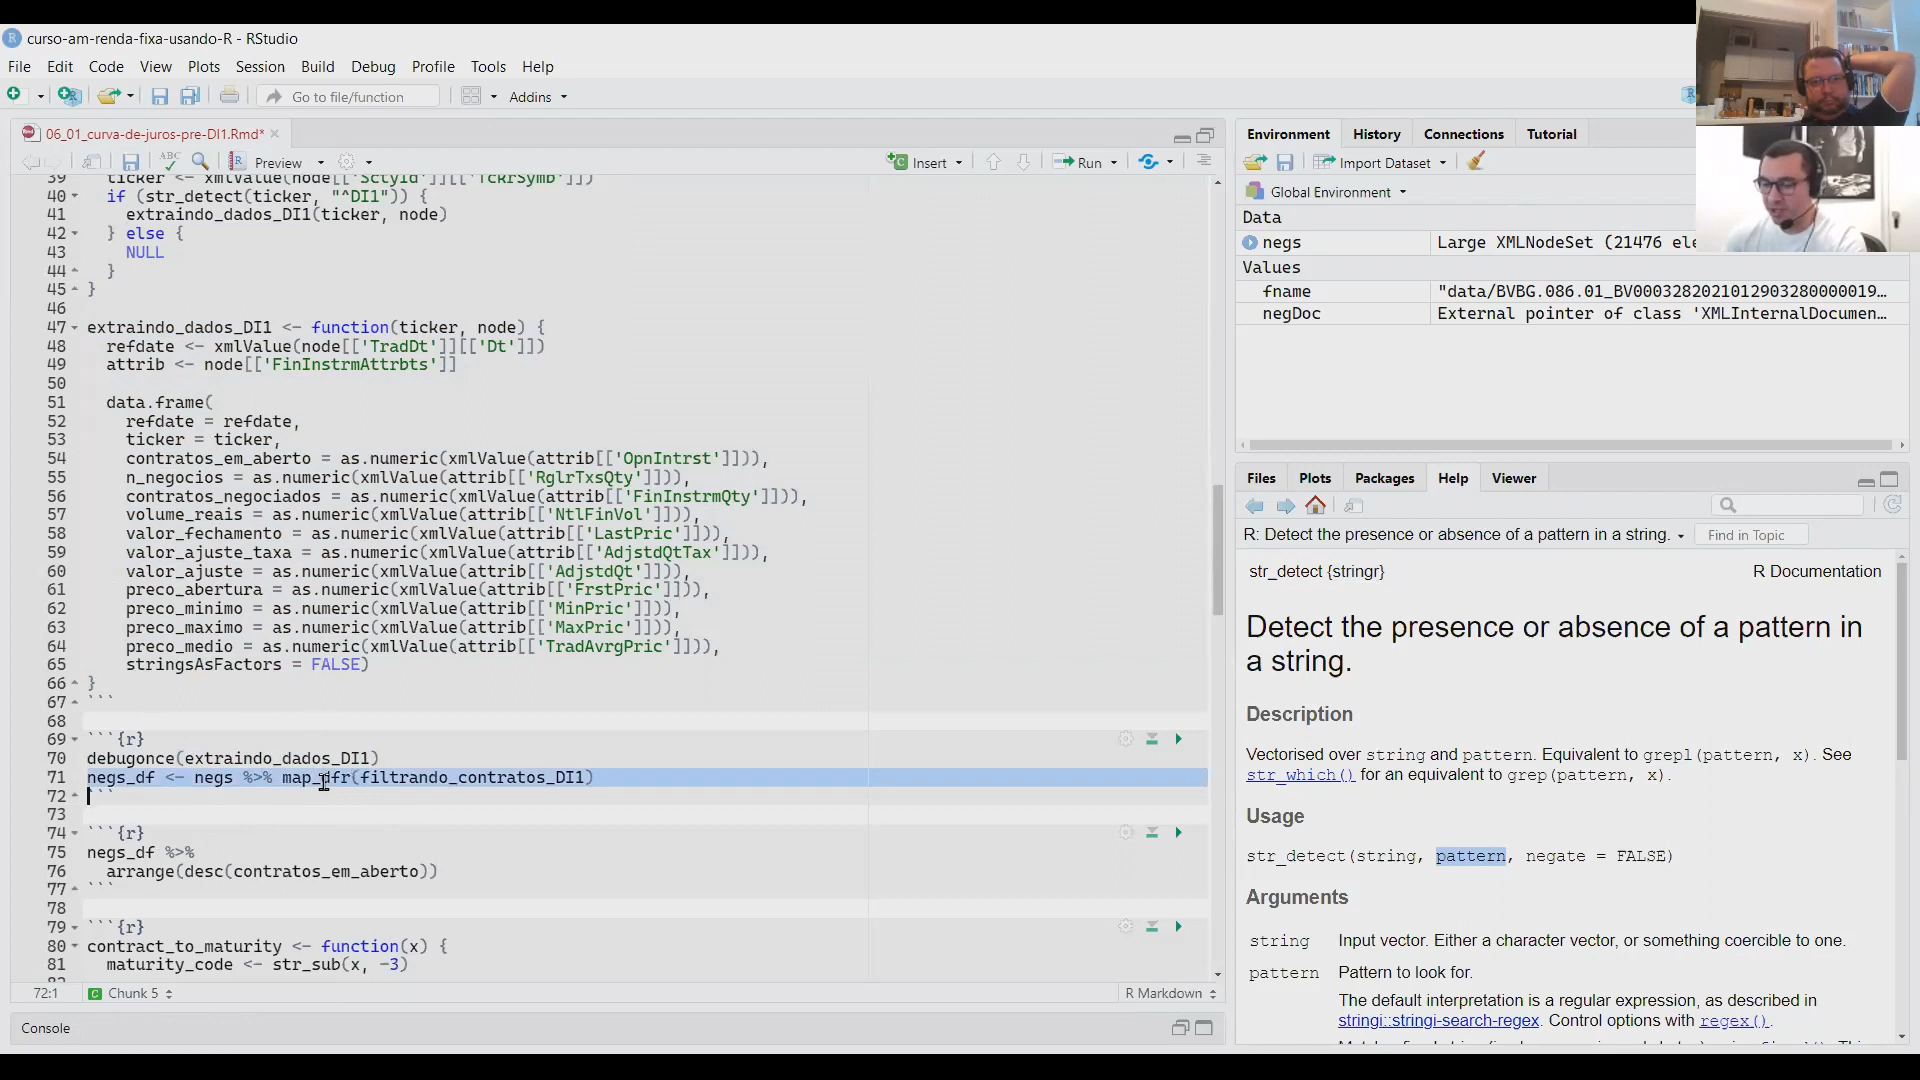 curso-am-renda-fixa-usando-R - RStudio
File Edit Code View Plots Session Build Debug Profile Tools Help
Go to file/function Addins
06_01_curva-de-juros-pre-DI1.Rmd*
ABC Preview Insert Run
39 ticker <- xmlValue(node[['SctyId']][['TckrSymb']])
40 if (str_detect(ticker, "^DI1")) {
41 extraindo_dados_DI1(ticker, node)
42 } else {
43 NULL
44 }
45 }
46
47 extraindo_dados_DI1 <- function(ticker, node) {
48 refdate <- xmlValue(node[['TradDt']][['Dt']])
49 attrib <- node[['FinInstrmAttrbts']]
50
51 data.frame(
52 refdate = refdate,
53 ticker = ticker,
54 contratos_em_aberto = as.numeric(xmlValue(attrib[['OpnIntrst']])),
55 n_negocios = as.numeric(xmlValue(attrib[['RglrTxsQty']])),
56 contratos_negociados = as.numeric(xmlValue(attrib[['FinInstrmQty']])),
57 volume_reais = as.numeric(xmlValue(attrib[['NtlFinVol']])),
58 valor_fechamento = as.numeric(xmlValue(attrib[['LastPric']])),
59 valor_ajuste_taxa = as.numeric(xmlValue(attrib[['AdjstdQtTax']])),
60 valor_ajuste = as.numeric(xmlValue(attrib[['AdjstdQt']])),
61 preco_abertura = as.numeric(xmlValue(attrib[['FrstPric']])),
62 preco_minimo = as.numeric(xmlValue(attrib[['MinPric']])),
63 preco_maximo = as.numeric(xmlValue(attrib[['MaxPric']])),
64 preco_medio = as.numeric(xmlValue(attrib[['TradAvrgPric']])),
65 stringsAsFactors = FALSE)
66 }
67 ```
68
69 ```{r}
70 debugonce(extraindo_dados_DI1)
71 negs_df <- negs %>% map_dfr(filtrando_contratos_DI1)
72 ```
73
74 ```{r}
75 negs_df %>%
76 arrange(desc(contratos_em_aberto))
77 ```
78
79 ```{r}
80 contract_to_maturity <- function(x) {
81 maturity_code <- str_sub(x, -3)
72:1 Chunk 5 R Markdown
Console
Environment History Connections Tutorial
Import Dataset
Global Environment
Data
negs Large XMLNodeSet (21476 ele
Values
fname "data/BVBG.086.01_BV000328202101290328000001 9…
negDoc External pointer of class 'XMLInternalDocumen…
Files Plots Packages Help Viewer
R: Detect the presence or absence of a pattern in a string. Find in Topic
str_detect {stringr} R Documentation
Detect the presence or absence of a pattern in
a string.
Description
Vectorised over string and pattern. Equivalent to grepl(pattern, x). See
str_which() for an equivalent to grep(pattern, x).
Usage
str_detect(string, pattern, negate = FALSE)
Arguments
string Input vector. Either a character vector, or something coercible to one.
pattern Pattern to look for.
The default interpretation is a regular expression, as described in
stringi::stringi-search-regex. Control options with regex().